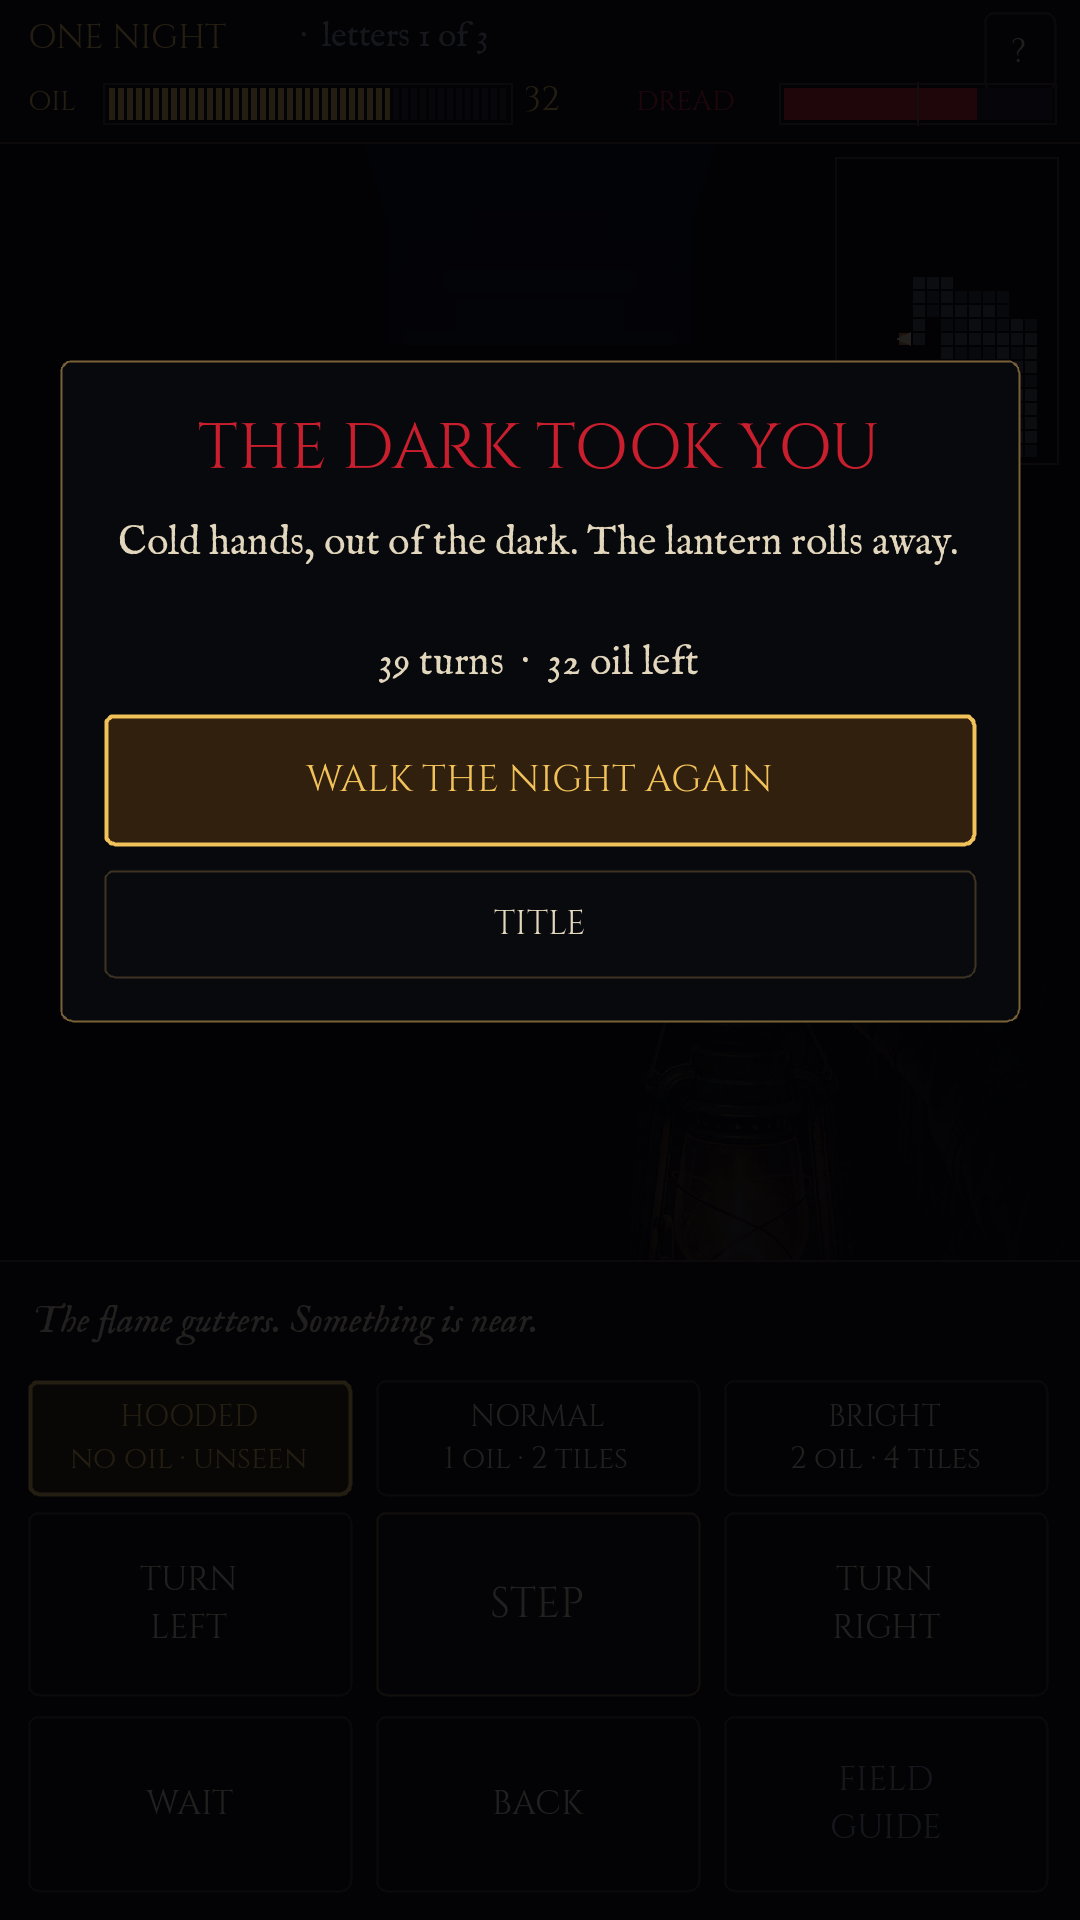 ONE NIGHT · letters 1 of 3
?
OIL 32 DREAD
THE DARK TOOK YOU
Cold hands, out of the dark. The lantern rolls away.
39 turns · 32 oil left
WALK THE NIGHT AGAIN
TITLE
The flame gutters. Something is near.
HOODED NORMAL BRIGHT
NO OIL · UNSEEN 1 OIL · 2 TILES 2 OIL · 4 TILES
TURN LEFT
STEP
TURN RIGHT
WAIT
BACK
FIELD GUIDE